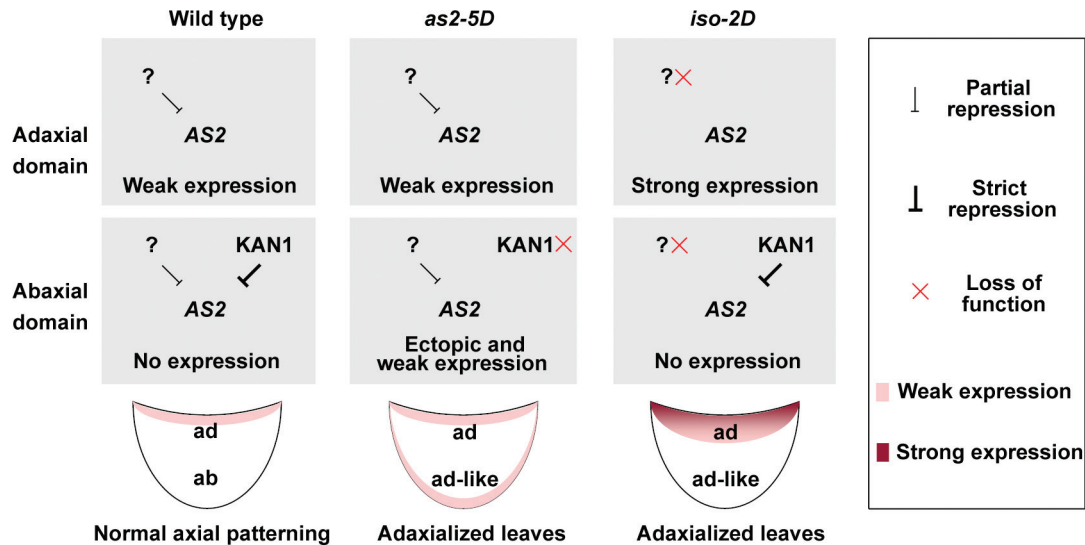 Wild type
as2-5D
iso-2D
Adaxial
domain
?
AS2
Weak expression
?
AS2
Weak expression
?
AS2
Strong expression
Abaxial
domain
?
KAN1
AS2
No expression
?
KAN1
AS2
Ectopic and
weak expression
?
KAN1
AS2
No expression
ad
ab
Normal axial patterning
ad
ad-like
Adaxialized leaves
ad
ad-like
Adaxialized leaves
Partial
repression
Strict
repression
Loss of
function
Weak expression
Strong expression